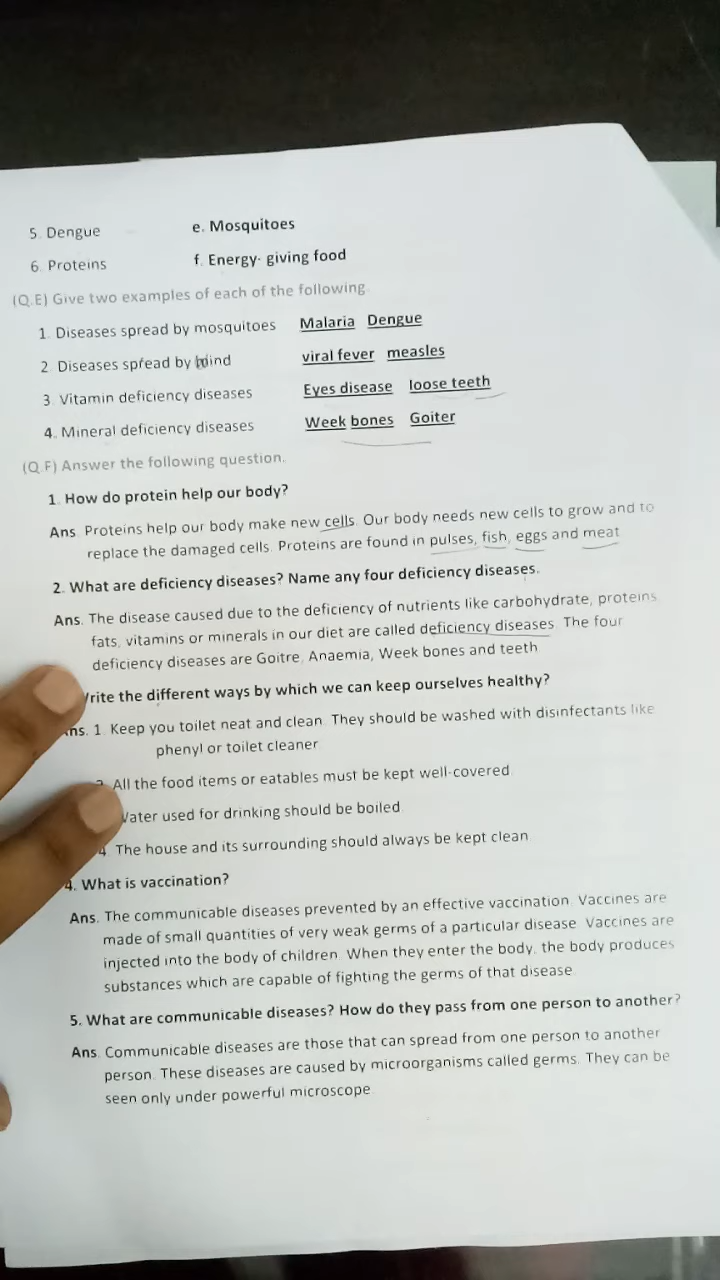 5. Dengue e. Mosquitoes
6. Proteins f. Energy- giving food
(Q.E) Give two examples of each of the following.
1. Diseases spread by mosquitoes Malaria Dengue
2. Diseases spread by wind viral fever measles
3. Vitamin deficiency diseases Eyes disease loose teeth
4. Mineral deficiency diseases Week bones Goiter
(Q.F) Answer the following question.
1. How do protein help our body?
Ans. Proteins help our body make new cells. Our body needs new cells to grow and to
replace the damaged cells. Proteins are found in pulses, fish, eggs and meat
2. What are deficiency diseases? Name any four deficiency diseases.
Ans. The disease caused due to the deficiency of nutrients like carbohydrate, proteins
fats, vitamins or minerals in our diet are called deficiency diseases. The four
deficiency diseases are Goitre, Anaemia, Week bones and teeth
rite the different ways by which we can keep ourselves healthy?
ns. 1. Keep you toilet neat and clean. They should be washed with disinfectants like
phenyl or toilet cleaner.
All the food items or eatables must be kept well-covered.
ater used for drinking should be boiled.
4. The house and its surrounding should always be kept clean.
4. What is vaccination?
Ans. The communicable diseases prevented by an effective vaccination. Vaccines are
made of small quantities of very weak germs of a particular disease. Vaccines are
injected into the body of children. When they enter the body, the body produces
substances which are capable of fighting the germs of that disease.
5. What are communicable diseases? How do they pass from one person to another?
Ans. Communicable diseases are those that can spread from one person to another
person. These diseases are caused by microorganisms called germs. They can be
seen only under powerful microscope.